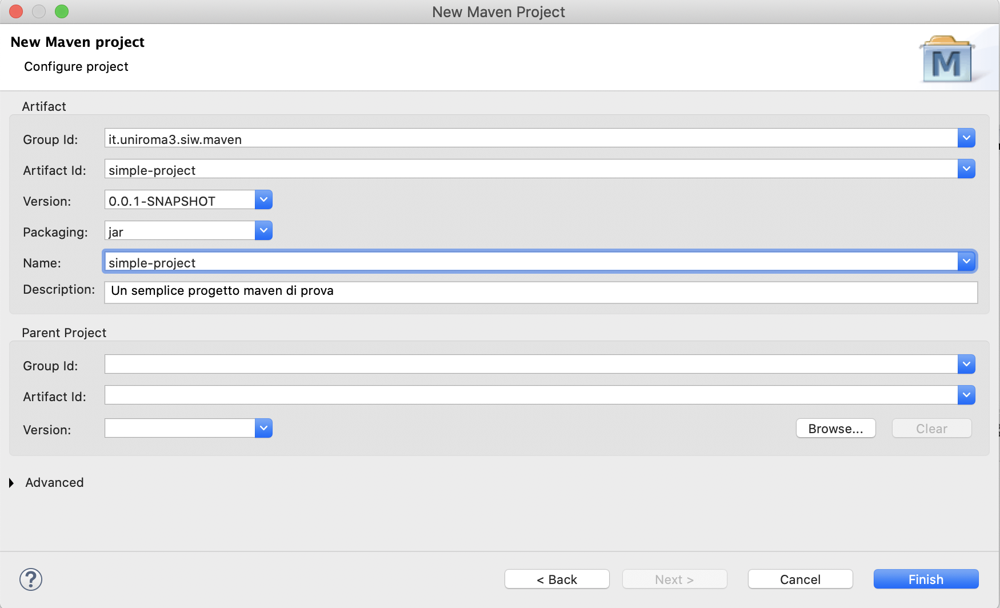 New Maven Project
New Maven project
Configure project
M
Artifact
Group Id: it.uniroma3.siw.maven
Artifact Id: simple-project
Version: 0.0.1-SNAPSHOT
Packaging: jar
Name: simple-project
Description: Un semplice progetto maven di prova
Parent Project
Group Id:
Artifact Id:
Version:
Browse... Clear
Advanced
? < Back Next > Cancel Finish